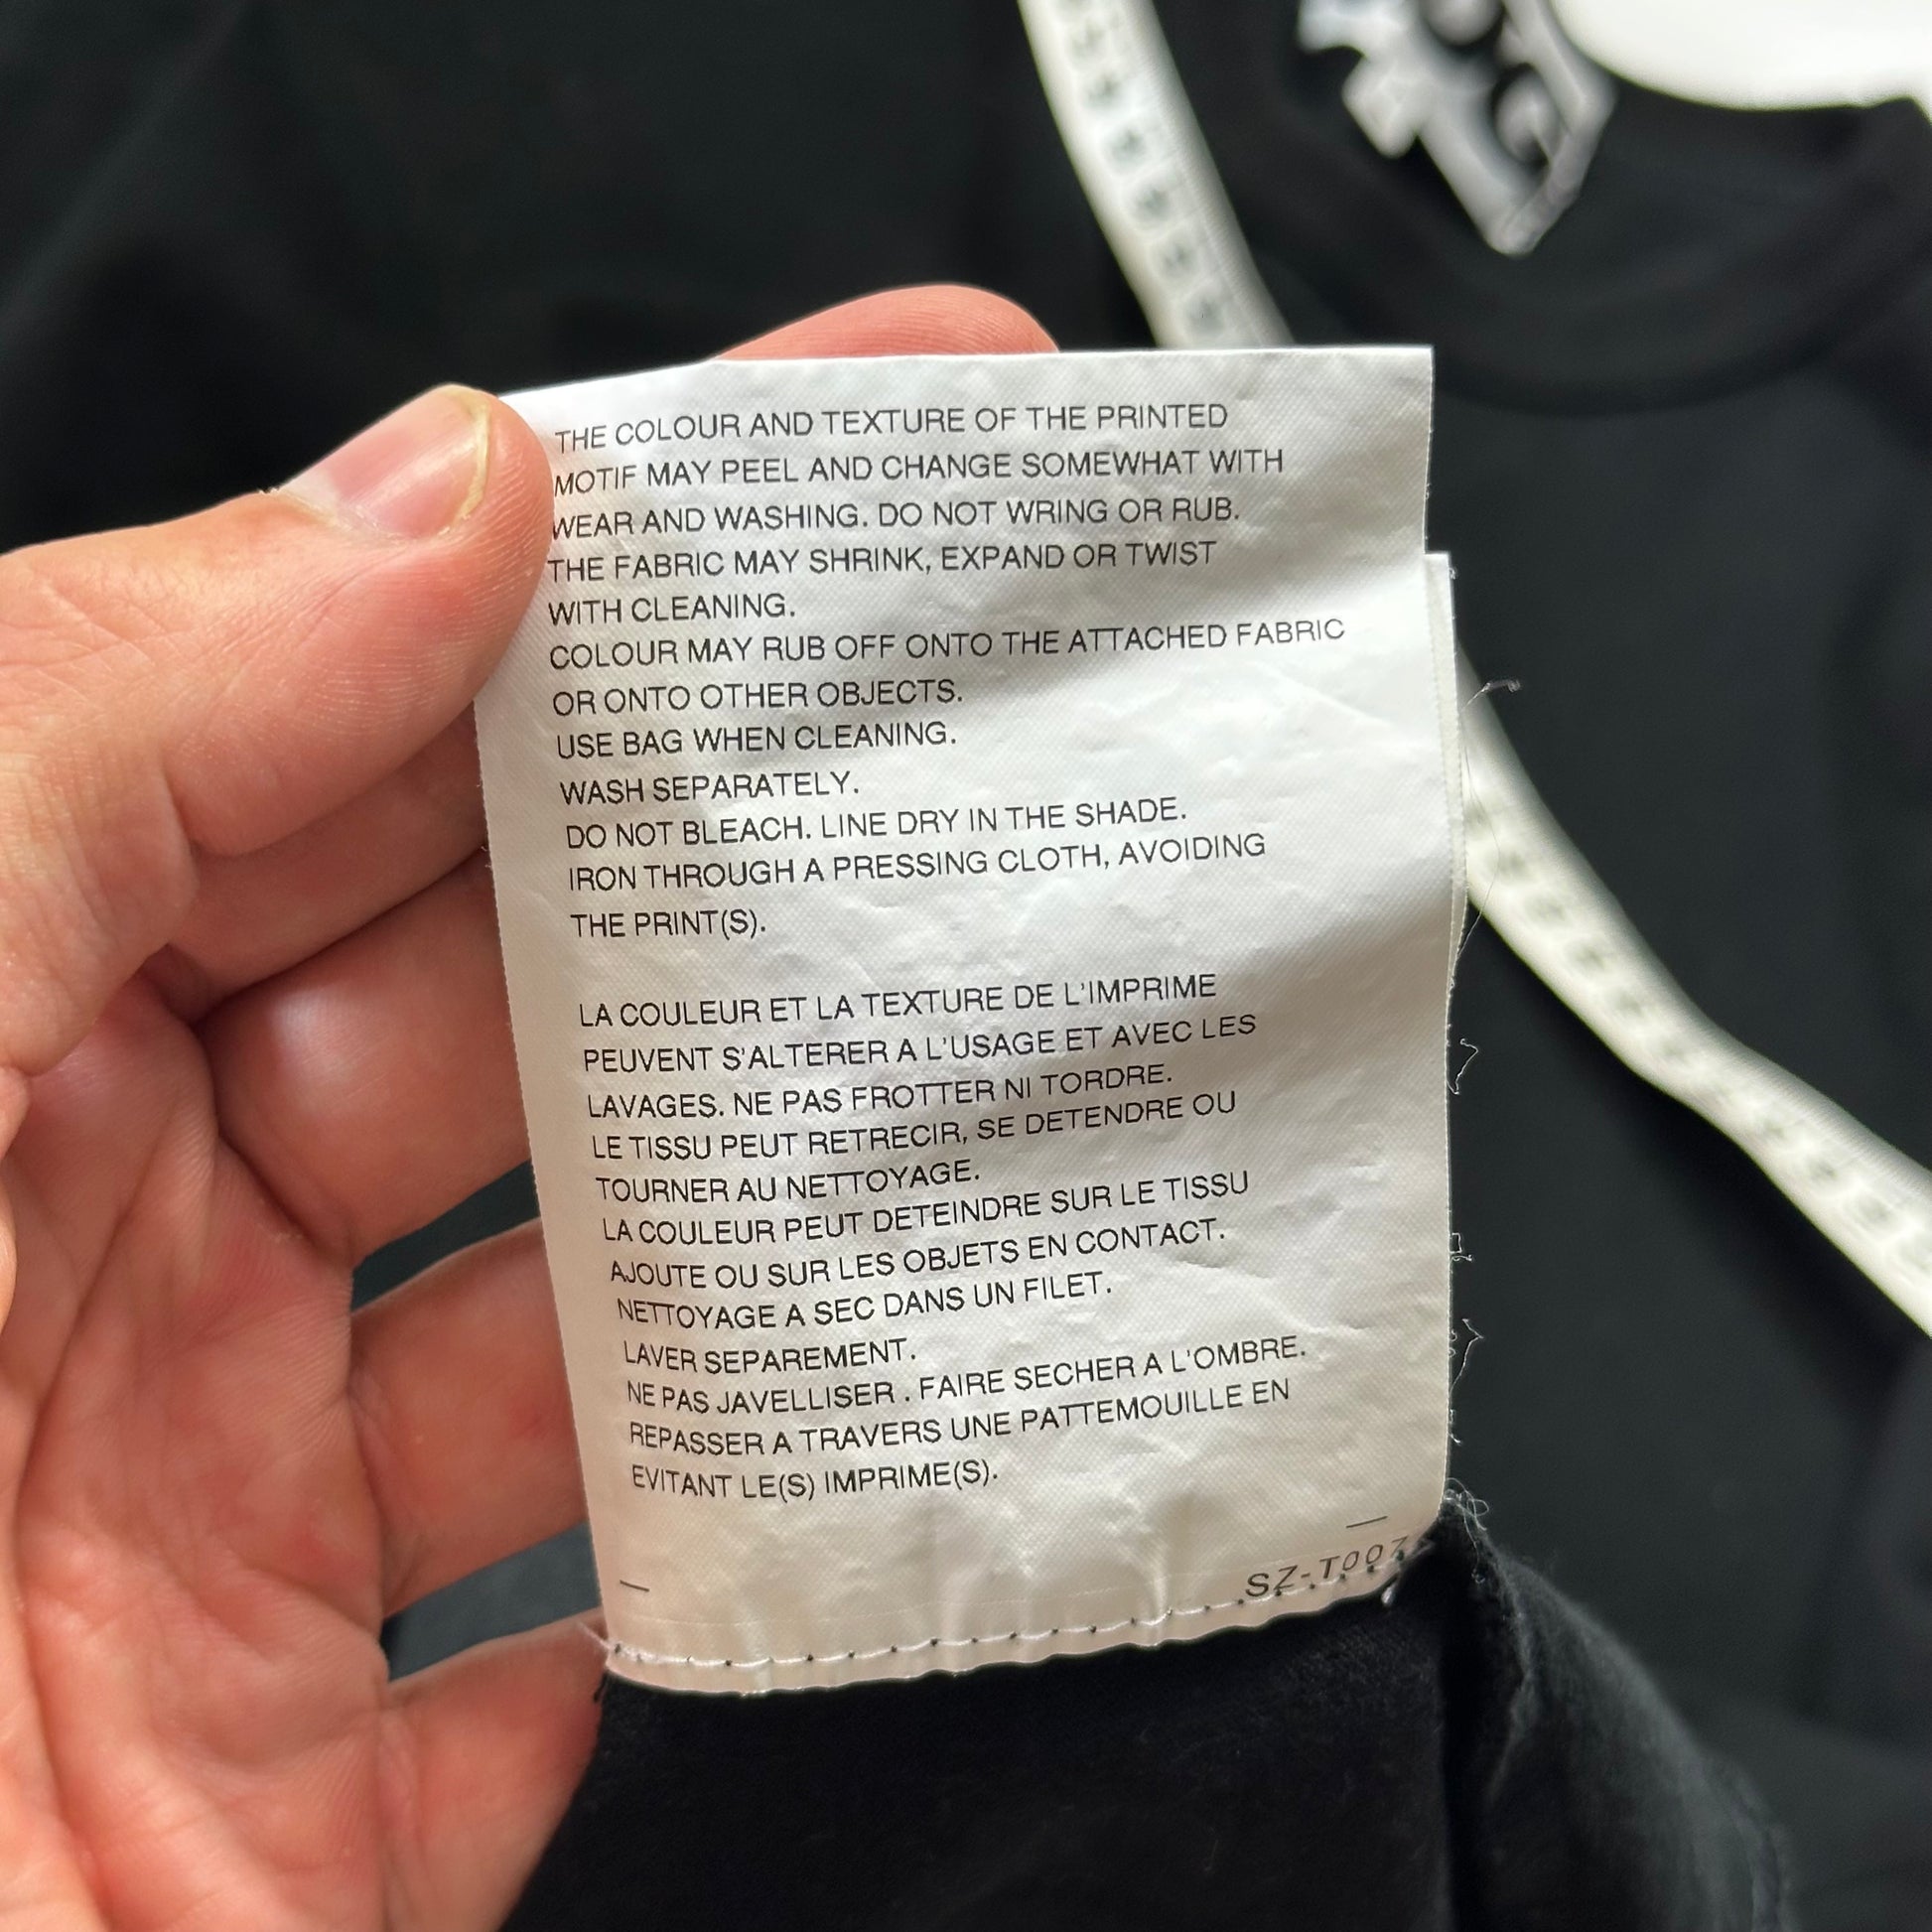 THE COLOUR AND TEXTURE OF THE PRINTED
MOTIF MAY PEEL AND CHANGE SOMEWHAT WITH
WEAR AND WASHING. DO NOT WRING OR RUB.
THE FABRIC MAY SHRINK, EXPAND OR TWIST
WITH CLEANING.
COLOUR MAY RUB OFF ONTO THE ATTACHED FABRIC
OR ONTO OTHER OBJECTS.
USE BAG WHEN CLEANING.
WASH SEPARATELY.
DO NOT BLEACH. LINE DRY IN THE SHADE.
IRON THROUGH A PRESSING CLOTH, AVOIDING
THE PRINT(S).
LA COULEUR ET LA TEXTURE DE L'IMPRIME
PEUVENT S'ALTERER A L'USAGE ET AVEC LES
LAVAGES. NE PAS FROTTER NI TORDRE.
LE TISSU PEUT RETRECIR, SE DETENDRE OU
TOURNER AU NETTOYAGE.
LA COULEUR PEUT DETEINDRE SUR LE TISSU
AJOUTE OU SUR LES OBJETS EN CONTACT.
NETTOYAGE A SEC DANS UN FILET.
LAVER SEPAREMENT.
NE PAS JAVELLISER . FAIRE SECHER A L'OMBRE.
REPASSER A TRAVERS UNE PATTEMOUILLE EN
EVITANT LE(S) IMPRIME(S).